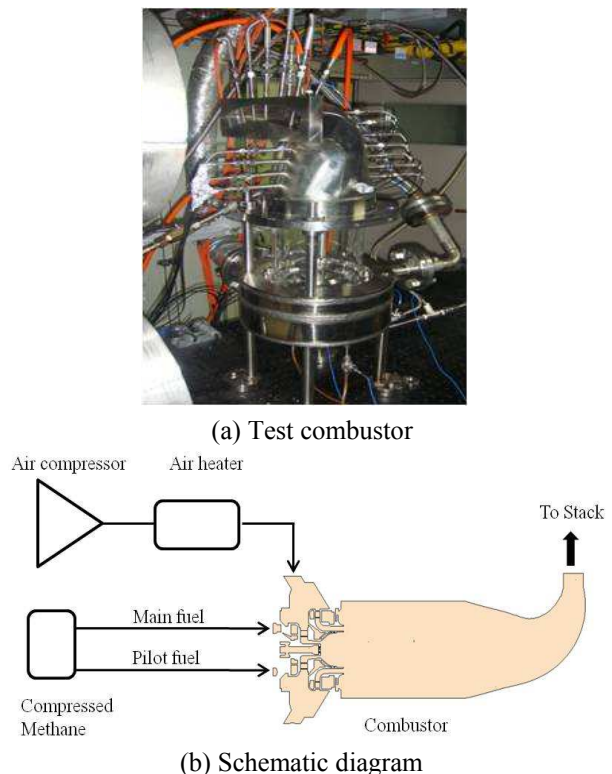 (a) Test combustor
Air compressor
Air heater
To Stack
Main fuel
Pilot fuel
Compressed
Methane
Combustor
(b) Schematic diagram